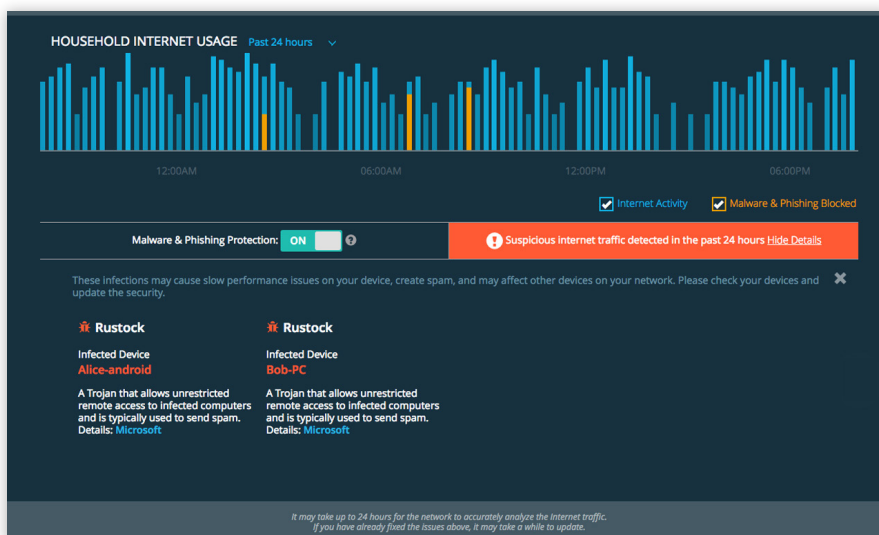 HOUSEHOLD INTERNET USAGE Past 24 hours
12:00AM 06:00AM 12:00PM 06:00PM
Internet Activity Malware & Phishing Blocked
Malware & Phishing Protection: ON ?
! Suspicious internet traffic detected in the past 24 hours Hide Details
These infections may cause slow performance issues on your device, create spam, and may affect other devices on your network. Please check your devices and
update the security.
Rustock
Infected Device
Alice-android
A Trojan that allows unrestricted
remote access to infected computers
and is typically used to send spam.
Details: Microsoft
Rustock
Infected Device
Bob-PC
A Trojan that allows unrestricted
remote access to infected computers
and is typically used to send spam.
Details: Microsoft
It may take up to 24 hours for the network to accurately analyze the Internet traffic.
If you have already fixed the issues above, it may take a while to update.